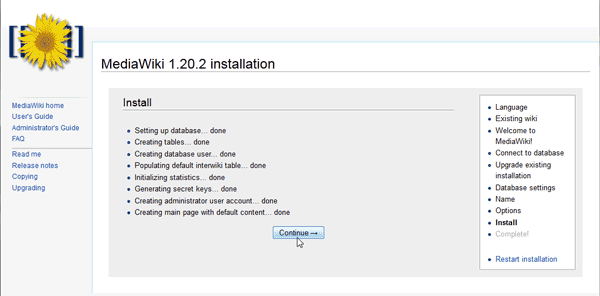 MediaWiki 1.20.2 installation
MediaWiki home
User's Guide
Administrator's Guide
FAQ
Read me
Release notes
Copying
Upgrading
Install
Setting up database... done
Creating tables... done
Creating database user... done
Populating default interwiki table... done
Initializing statistics... done
Generating secret keys... done
Creating administrator user account... done
Creating main page with default content... done
Continue →
Language
Existing wiki
Welcome to
MediaWiki!
Connect to database
Upgrade existing
installation
Database settings
Name
Options
Install
Complete!
Restart installation